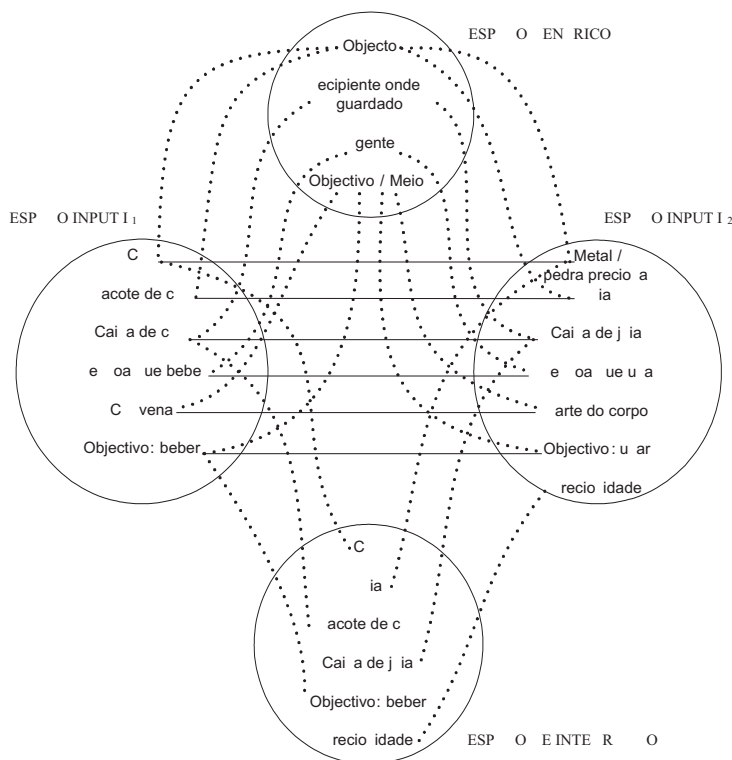 ESP O EN RICO
Objecto
ecipiente onde
guardado
gente
Objectivo / Meio
ESP O INPUT I 1
ESP O INPUT I 2
C
acote de c
Cai a de c
e oa ue bebe
C vena
Objectivo: beber
Metal /
pedra precio a
ia
Cai a de j ia
e oa ue u a
arte do corpo
Objectivo: u ar
recio idade
C
ia
acote de c
Cai a de j ia
Objectivo: beber
recio idade
ESP O E INTE R O